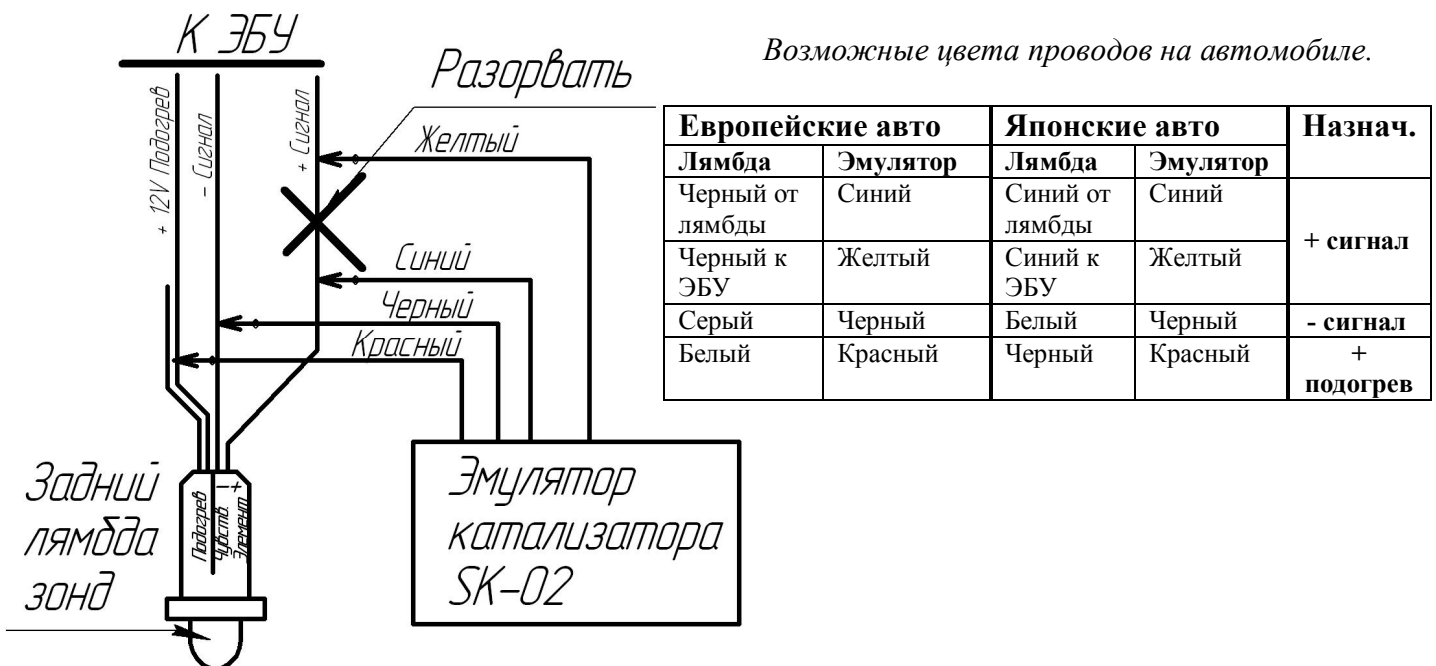 К ЭБУ
+ 12V Подогрев
- Сигнал
+ Сигнал
Разорвать
Желтый
Синий
Черный
Красный
Задний
лямбда
зонд
Подогрев
Чувств.
Элемент
- +
Эмулятор
катализатора
SK-02
Возможные цвета проводов на автомобиле.
Европейские авто Японские авто Назнач.
Лямбда Эмулятор Лямбда Эмулятор
Черный от Синий Синий от Синий
лямбды лямбды
+ сигнал
Черный к Желтый Синий к Желтый
ЭБУ ЭБУ
Серый Черный Белый Черный - сигнал
Белый Красный Черный Красный +
подогрев